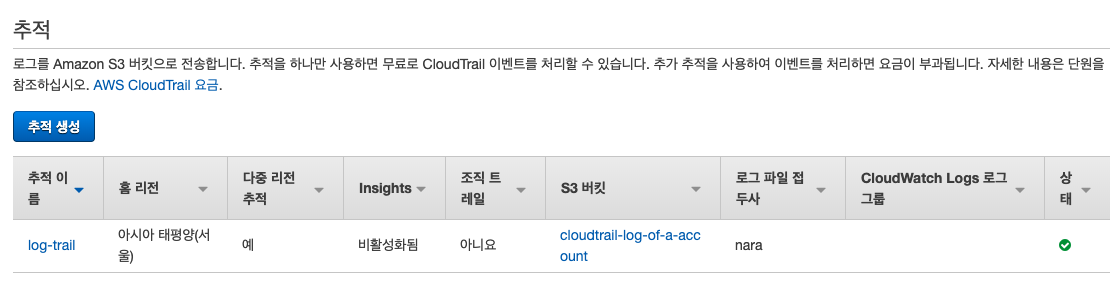 추적
로그를 Amazon S3 버킷으로 전송합니다. 추적을 하나만 사용하면 무료로 CloudTrail 이벤트를 처리할 수 있습니다. 추가 추적을 사용하여 이벤트를 처리하면 요금이 부과됩니다. 자세한 내용은 단원을
참조하십시오. AWS CloudTrail 요금.
추적 생성
추적 이름 홈 리전 다중 리전 추적 Insights 조직 트레일 S3 버킷 로그 파일 접두사 CloudWatch Logs 로그 그룹 상태
log-trail 아시아 태평양(서울) 예 비활성화됨 아니요 cloudtrail-log-of-a-account nara